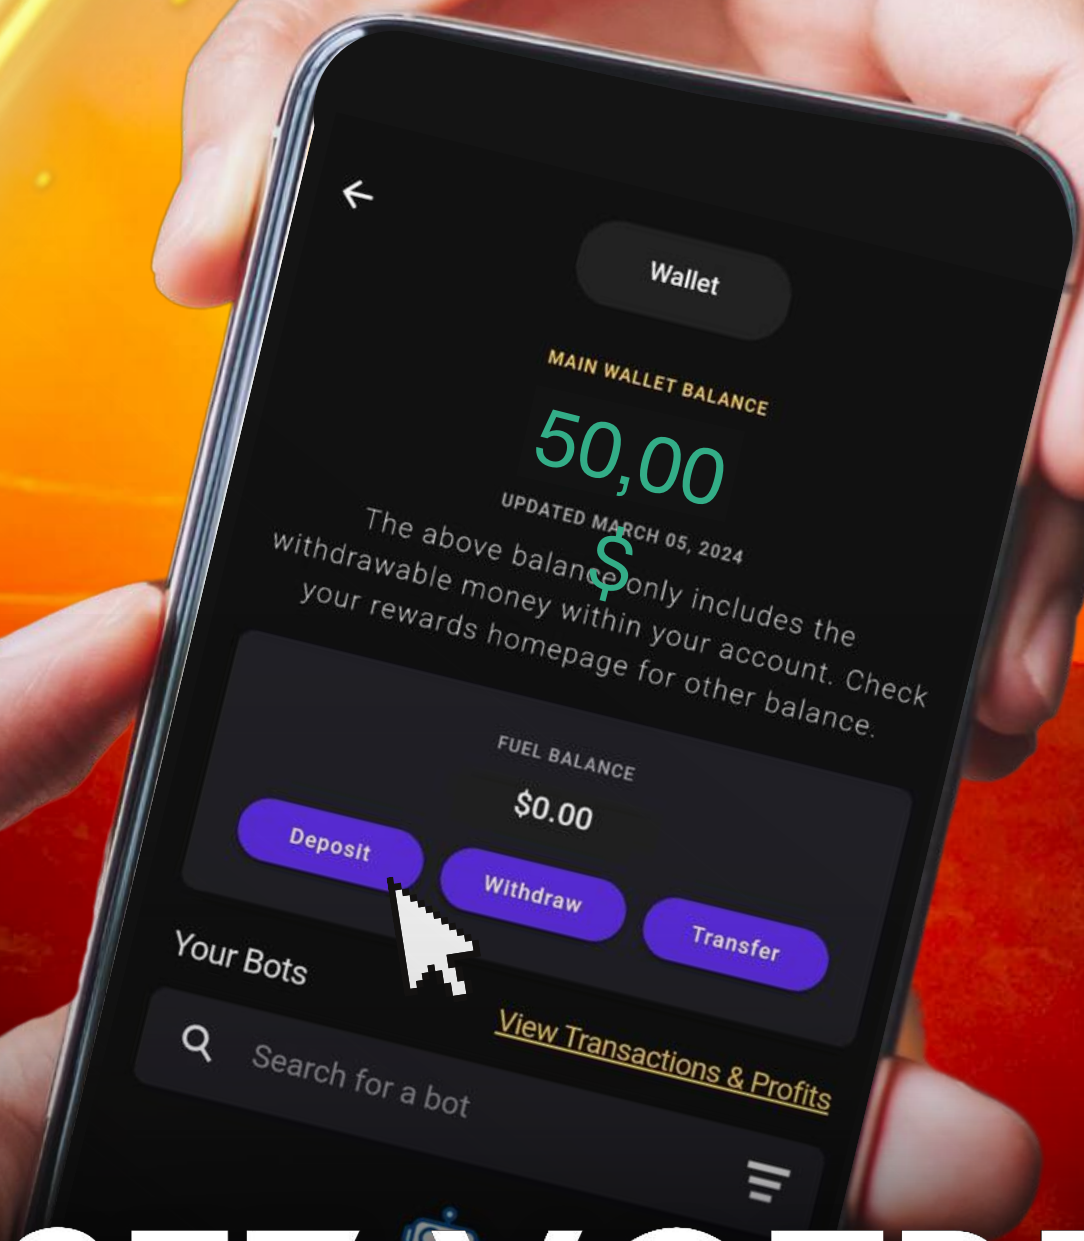 Wallet
MAIN WALLET BALANCE
50,00
$
UPDATED MARCH 05, 2024
The above balance only includes the
withdrawable money within your account. Check
your rewards homepage for other balance.
FUEL BALANCE
$0.00
Deposit
Withdraw
Transfer
Your Bots
View Transactions & Profits
Search for a bot